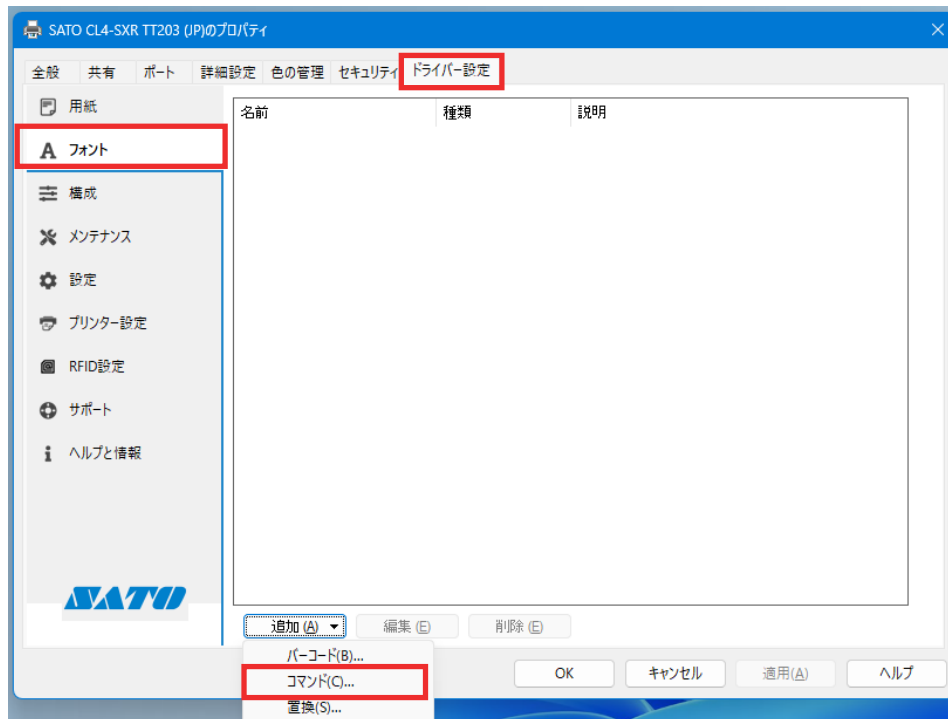 SATO CL4-SXR TT203 (JP)のプロパティ
全般 共有 ポート 詳細設定 色の管理 セキュリティ ドライバー設定
用紙
フォント
構成
メンテナンス
設定
プリンター設定
RFID設定
サポート
ヘルプと情報
名前 種類 説明
SATO
追加(A) 編集(E) 削除(E)
バーコード(B)...
コマンド(C)...
置換(S)...
OK キャンセル 適用(A) ヘルプ